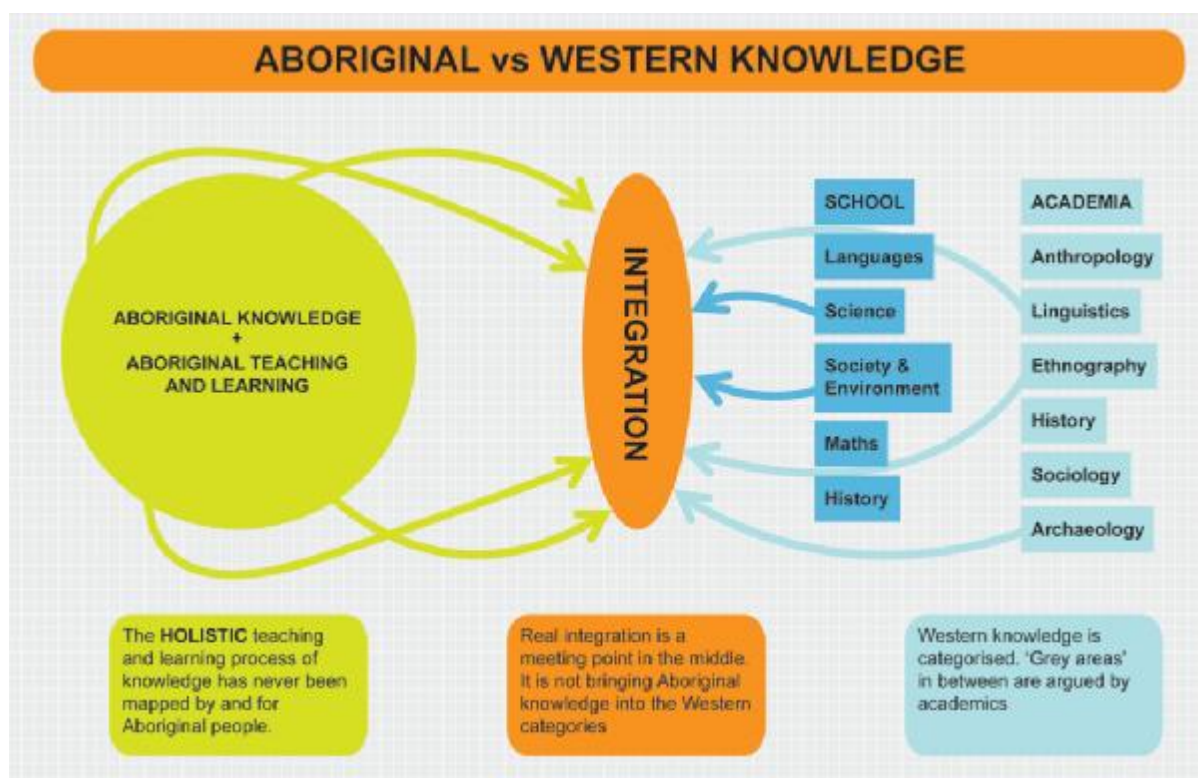 ABORIGINAL vs WESTERN KNOWLEDGE
ABORIGINAL KNOWLEDGE
+
ABORIGINAL TEACHING
AND LEARNING
INTEGRATION
SCHOOL
Languages
Science
Society &
Environment
Maths
History
ACADEMIA
Anthropology
Linguistics
Ethnography
History
Sociology
Archaeology
The HOLISTIC teaching
and learning process of
knowledge has never been
mapped by and for
Aboriginal people.
Real integration is a
meeting point in the middle.
It is not bringing Aboriginal
knowledge into the Western
categories
Western knowledge is
categorised. 'Grey areas'
in between are argued by
academics